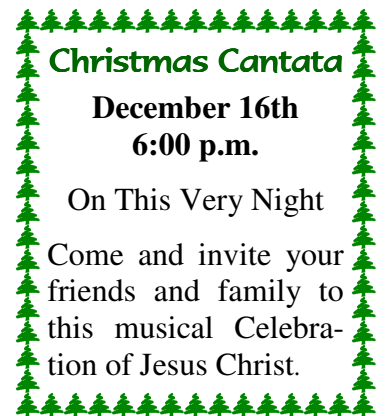 Christmas Cantata
December 16th
6:00 p.m.
On This Very Night
Come and invite your
friends and family to
this musical Celebra-
tion of Jesus Christ.